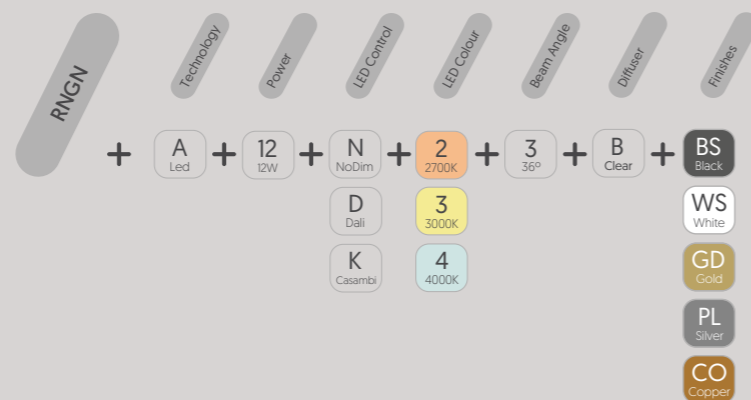 RNGN
Technology
Power
LED Control
LED Colour
Beam Angle
Diffuser
Finishes
+ A + 12 + N + 2 + 3 + B + BS
Led 12W NoDim 2700K 36º Clear Black
D 3 WS
Dali 3000K White
K 4 GD
Casambi 4000K Gold
PL
Silver
CO
Copper